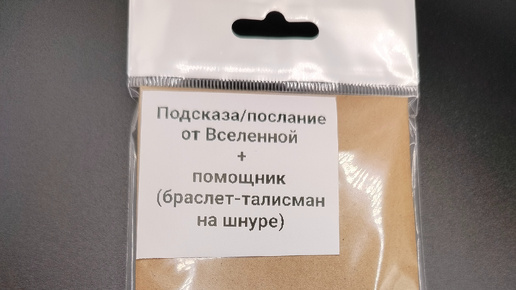 Подсказа/послание
от Вселенной
+
помощник
(браслет-талисман
на шнуре)